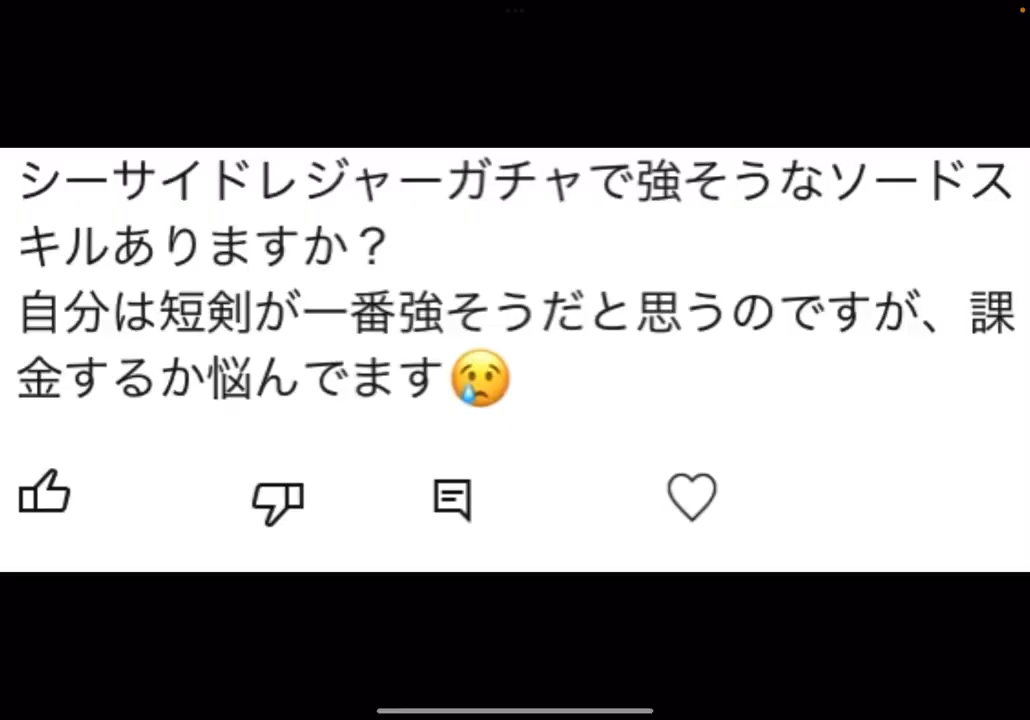 シーサイドレジャーガチャで強そうなソードス
キルありますか？
自分は短剣が一番強そうだと思うのですが、課
金するか悩んでます😢